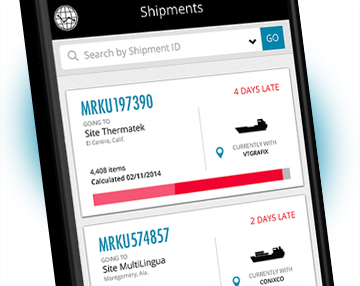 Shipments
Search by Shipment ID
GO
MRKU197390
4 DAYS LATE
GOING TO
Site Thermatek
El Centro, Calif.
CURRENTLY WITH
VTGRAFIX
4,408 items
Calculated 02/11/2014
MRKU574857
2 DAYS LATE
GOING TO
Site MultiLingua
Montgomery, Ala.
CURRENTLY WITH
CONIXCO